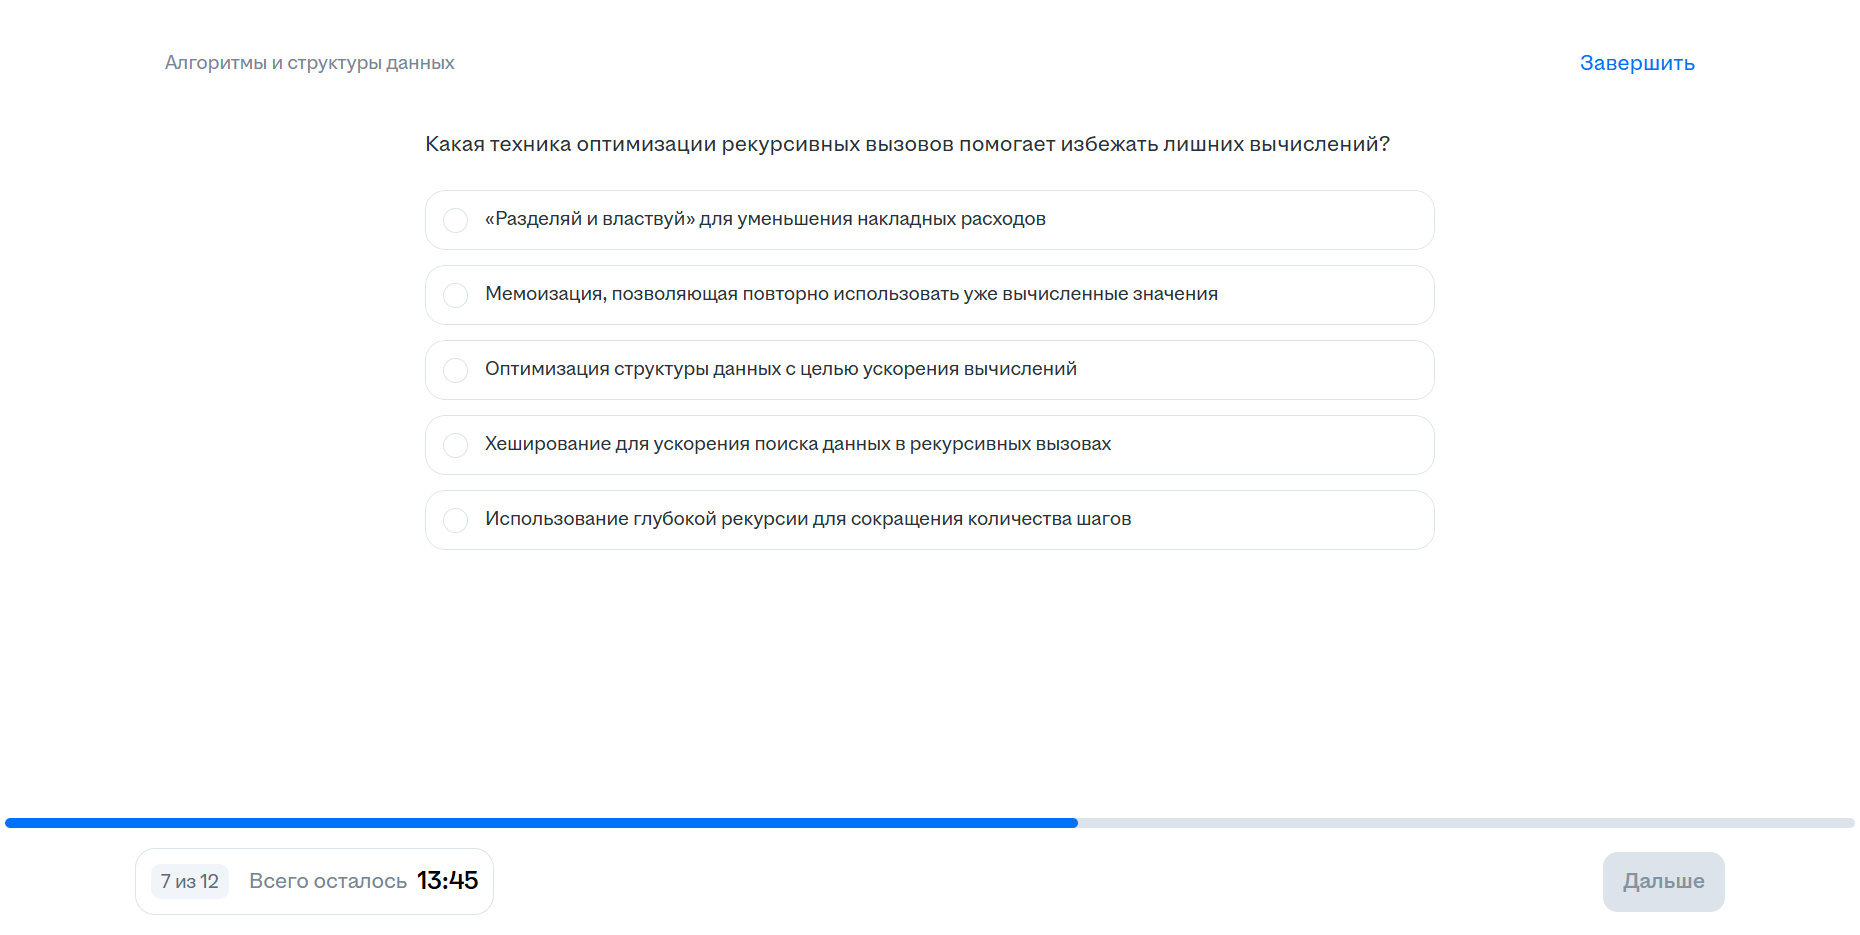 Алгоритмы и структуры данных
Завершить
Какая техника оптимизации рекурсивных вызовов помогает избежать лишних вычислений?
«Разделяй и властвуй» для уменьшения накладных расходов
Мемоизация, позволяющая повторно использовать уже вычисленные значения
Оптимизация структуры данных с целью ускорения вычислений
Хеширование для ускорения поиска данных в рекурсивных вызовах
Использование глубокой рекурсии для сокращения количества шагов
7 из 12 Всего осталось 13:45
Дальше